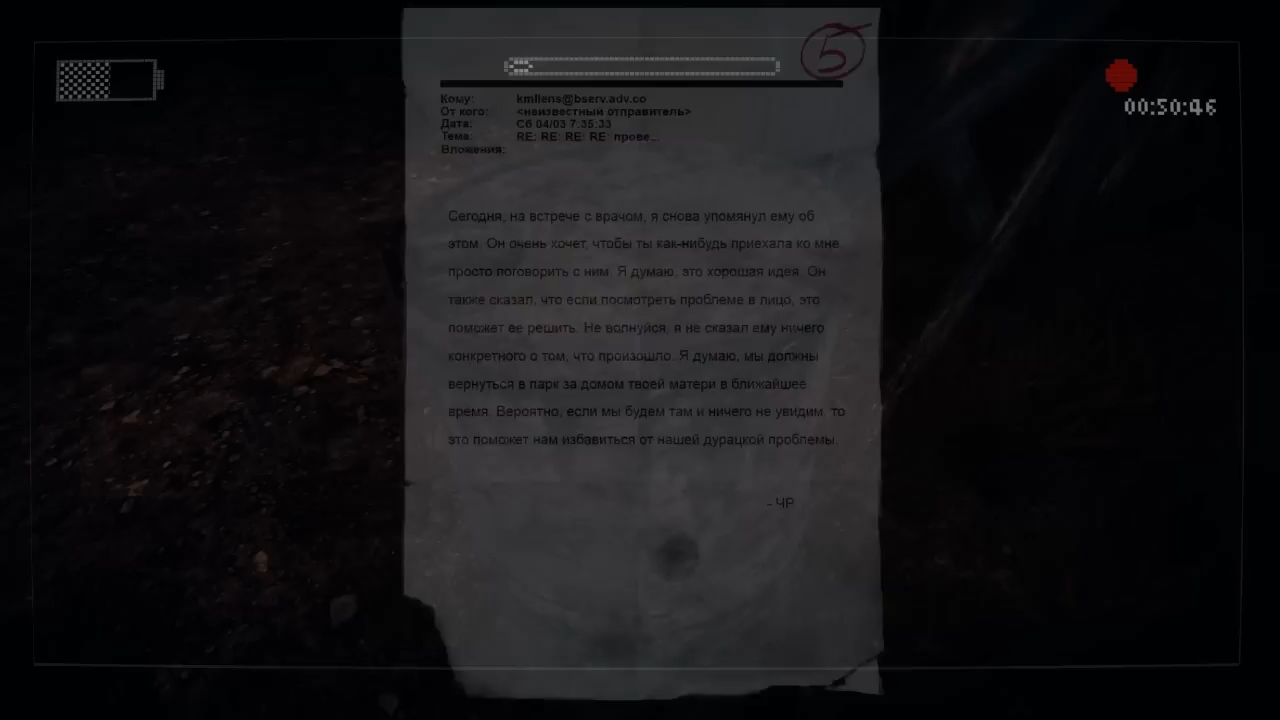 5
00:50:46
Кому: kmliens@bserv.adv.co
От кого: <неизвестный отправитель>
Дата: Сб 04/03 7:35:33
Тема: RE: RE: RE: RE: прове...
Вложения:
Сегодня, на встрече с врачом, я снова упомянул ему об
этом. Он очень хочет, чтобы ты как-нибудь приехала ко мне
просто поговорить с ним. Я думаю, это хорошая идея. Он
также сказал, что если посмотреть проблеме в лицо, это
поможет ее решить. Не волнуйся, я не сказал ему ничего
конкретного о том, что произошло. Я думаю, мы должны
вернуться в парк за домом твоей матери в ближайшее
время. Вероятно, если мы будем там и ничего не увидим, то
это поможет нам избавиться от нашей дурацкой проблемы.
- ЧР